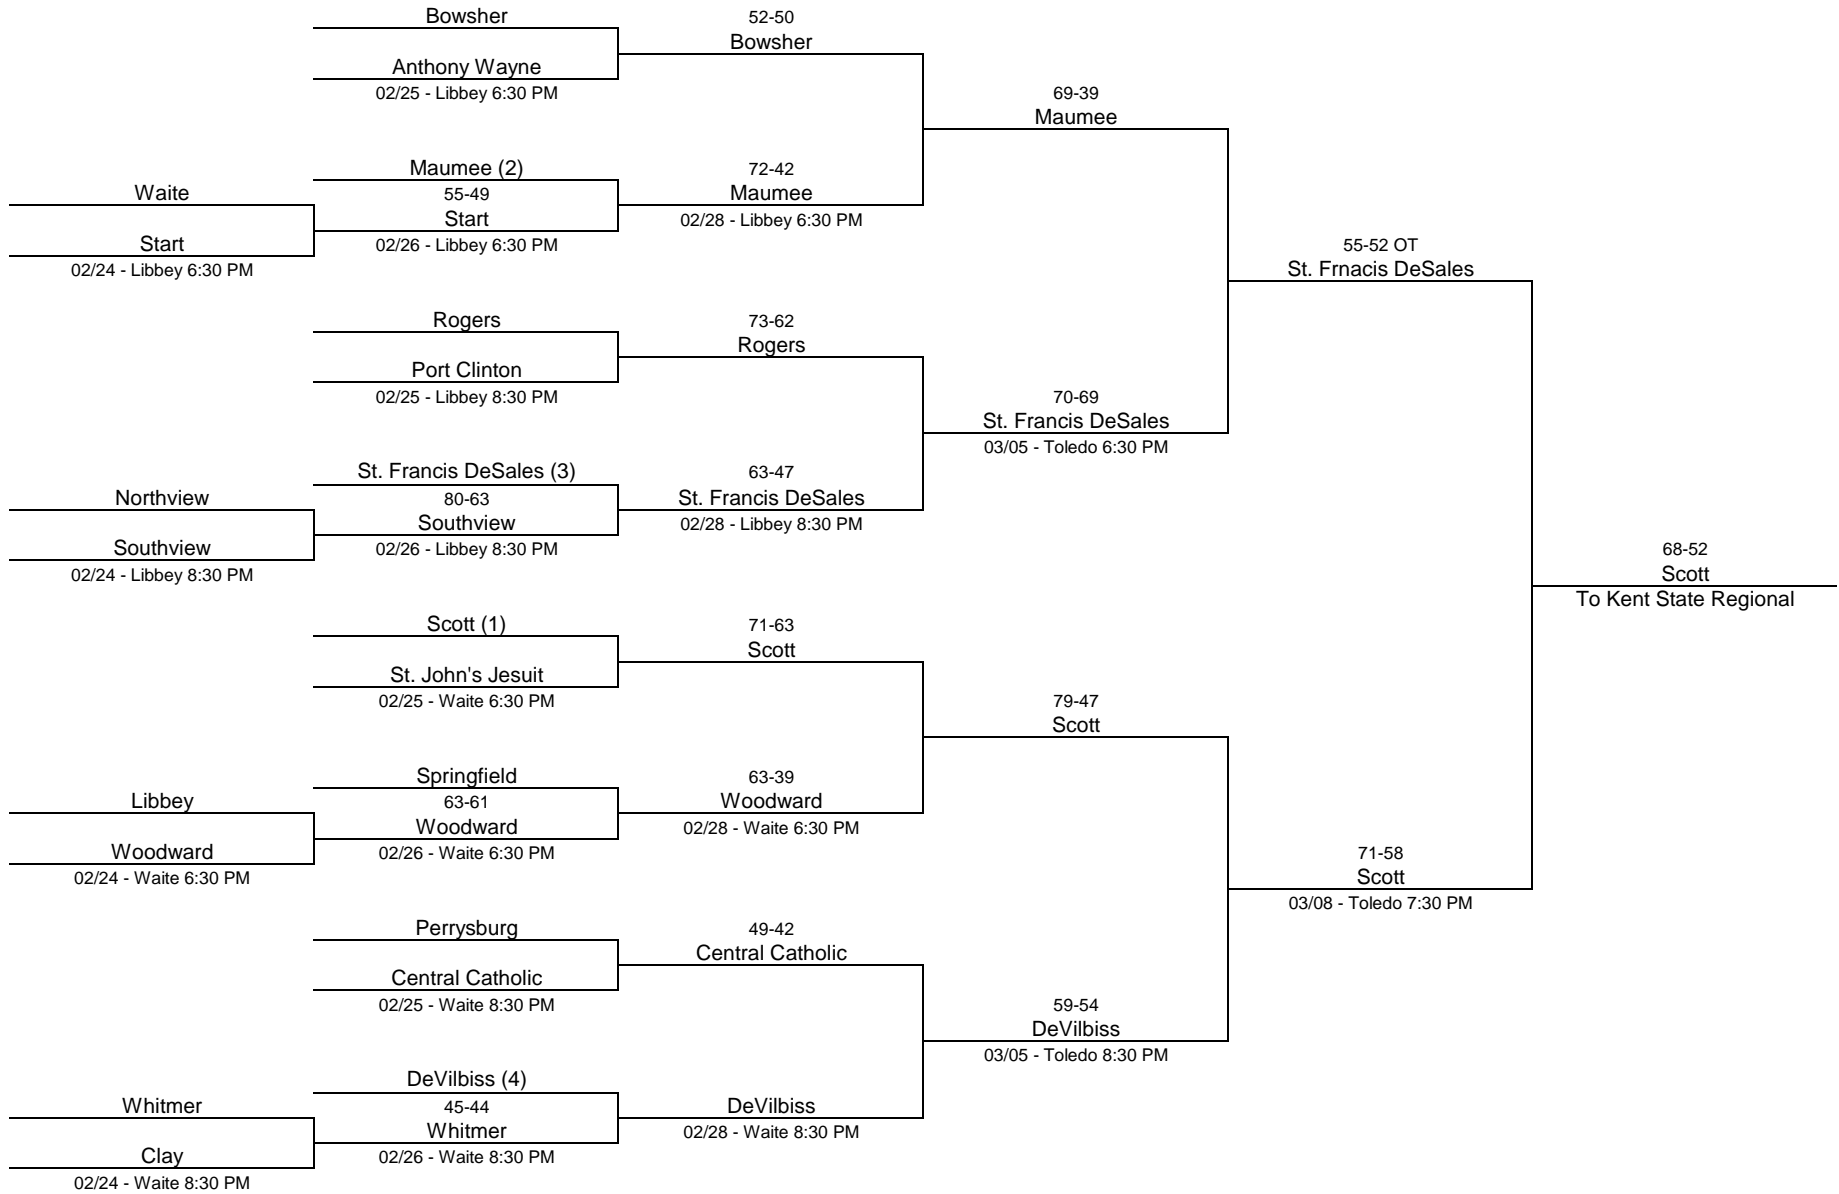 Bowsher
Anthony Wayne
02/25 - Libbey 6:30 PM
52-50
Bowsher
Waite
Start
02/24 - Libbey 6:30 PM
Maumee (2)
55-49
Start
02/26 - Libbey 6:30 PM
72-42
Maumee
02/28 - Libbey 6:30 PM
69-39
Maumee
Rogers
Port Clinton
02/25 - Libbey 8:30 PM
73-62
Rogers
Northview
Southview
02/24 - Libbey 8:30 PM
St. Francis DeSales (3)
80-63
Southview
02/26 - Libbey 8:30 PM
63-47
St. Francis DeSales
02/28 - Libbey 8:30 PM
70-69
St. Francis DeSales
03/05 - Toledo 6:30 PM
55-52 OT
St. Frnacis DeSales
Scott (1)
St. John's Jesuit
02/25 - Waite 6:30 PM
71-63
Scott
Libbey
Woodward
02/24 - Waite 6:30 PM
Springfield
63-61
Woodward
02/26 - Waite 6:30 PM
63-39
Woodward
02/28 - Waite 6:30 PM
79-47
Scott
Perrysburg
Central Catholic
02/25 - Waite 8:30 PM
49-42
Central Catholic
Whitmer
Clay
02/24 - Waite 8:30 PM
DeVilbiss (4)
45-44
Whitmer
02/26 - Waite 8:30 PM
DeVilbiss
02/28 - Waite 8:30 PM
59-54
DeVilbiss
03/05 - Toledo 8:30 PM
71-58
Scott
03/08 - Toledo 7:30 PM
68-52
Scott
To Kent State Regional